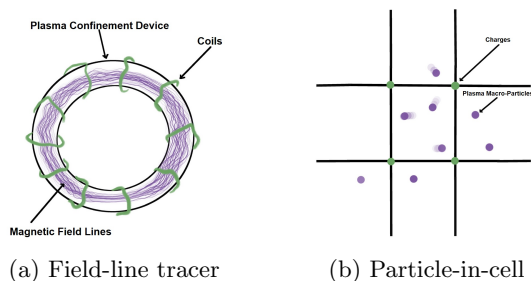 Plasma Confinement Device
Coils
Magnetic Field Lines
(a) Field-line tracer
Charges
Plasma Macro-Particles
(b) Particle-in-cell